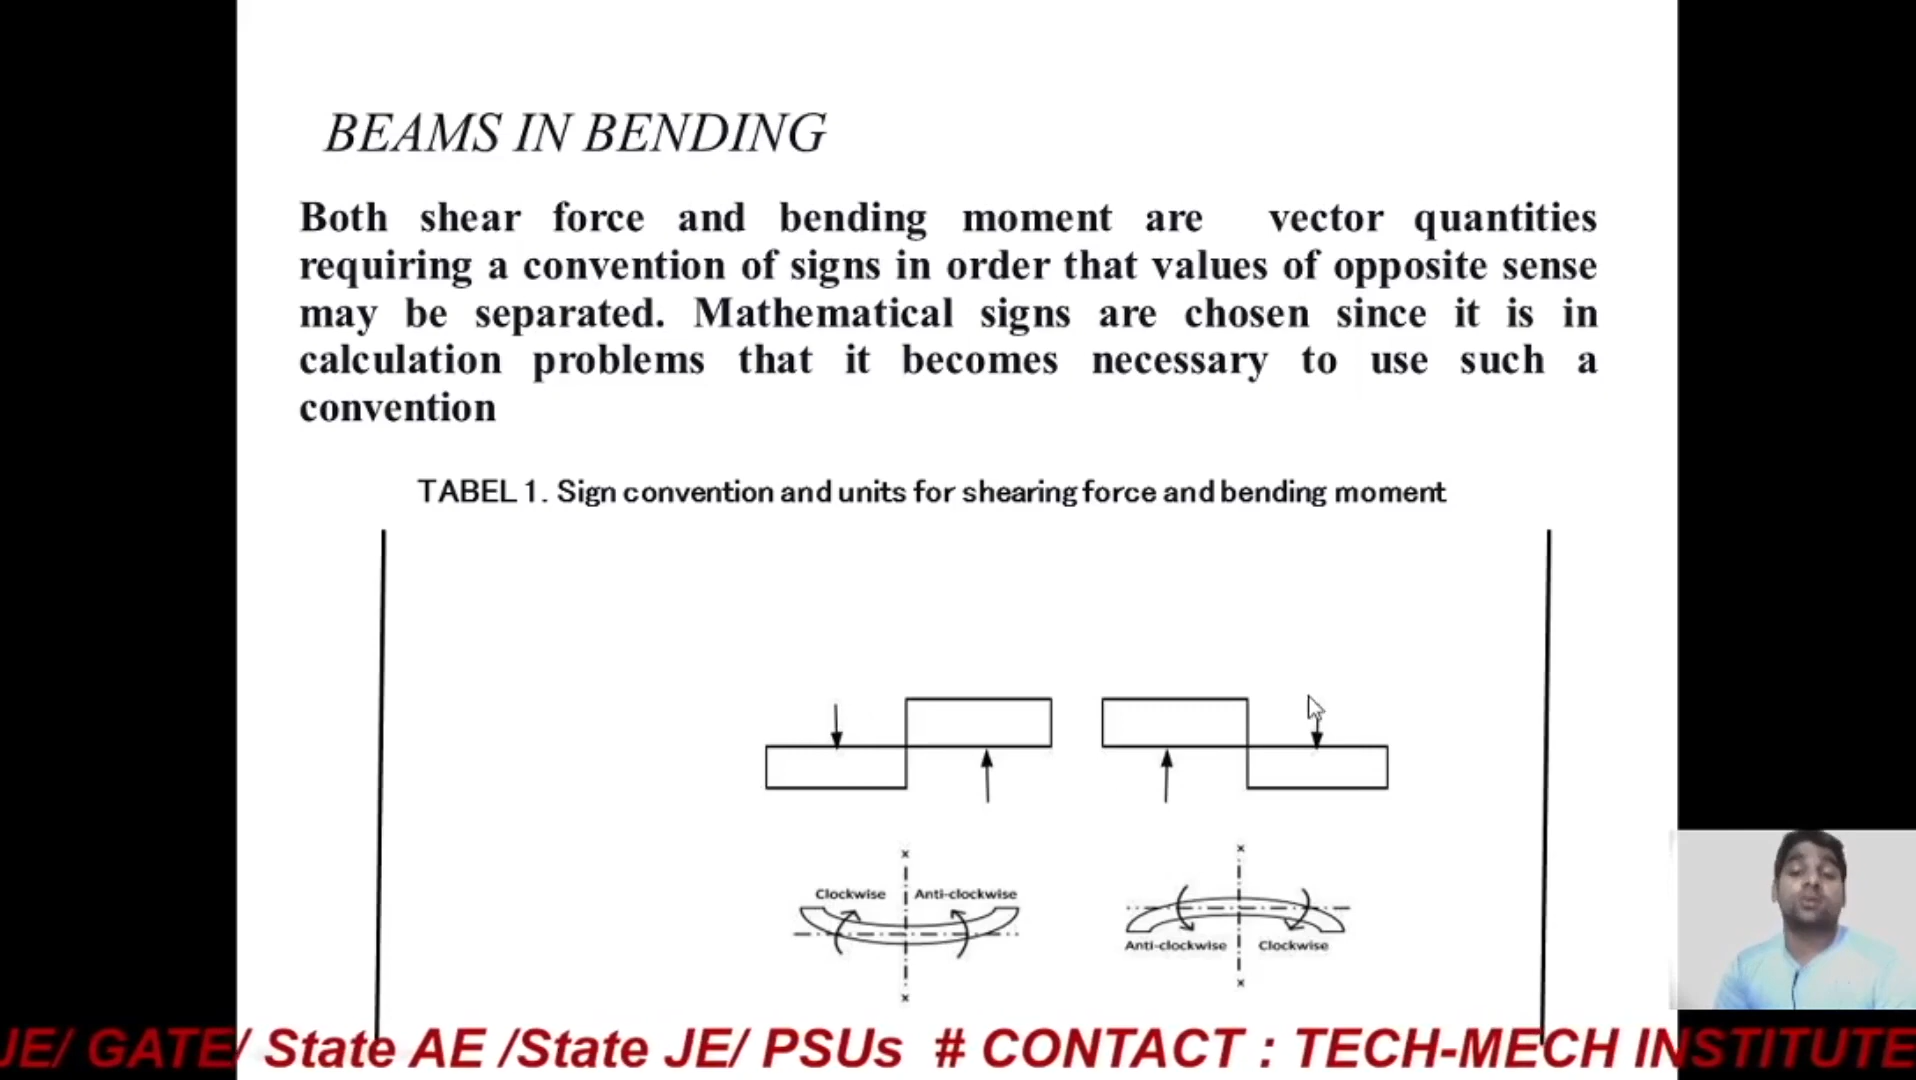 BEAMS IN BENDING
Both shear force and bending moment are vector quantities
requiring a convention of signs in order that values of opposite sense
may be separated. Mathematical signs are chosen since it is in
calculation problems that it becomes necessary to use such a
convention
TABEL 1. Sign convention and units for shearing force and bending moment
x x
Clockwise Anti-clockwise
Anti-clockwise Clockwise
x x
JE/ GATE/ State AE /State JE/ PSUs # CONTACT : TECH-MECH INSTITUTE